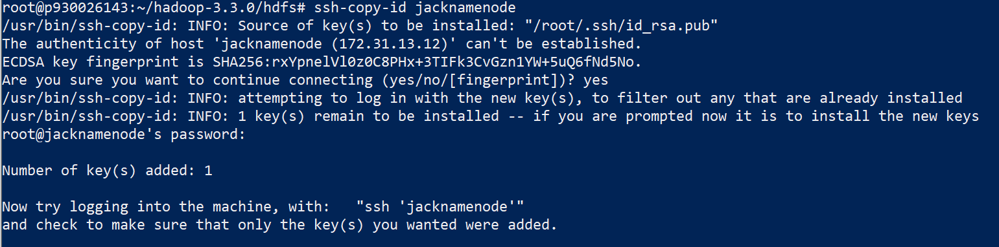 root@p930026143:~/hadoop-3.3.0/hdfs# ssh-copy-id jacknamenode
/usr/bin/ssh-copy-id: INFO: Source of key(s) to be installed: "/root/.ssh/id_rsa.pub"
The authenticity of host 'jacknamenode (172.31.13.12)' can't be established.
ECDSA key fingerprint is SHA256:rxYpnelVl0z0C8PHx+3TIFk3CvGzn1YW+5uQ6fNd5No.
Are you sure you want to continue connecting (yes/no/[fingerprint])? yes
/usr/bin/ssh-copy-id: INFO: attempting to log in with the new key(s), to filter out any that are already installed
/usr/bin/ssh-copy-id: INFO: 1 key(s) remain to be installed -- if you are prompted now it is to install the new keys
root@jacknamenode's password:
Number of key(s) added: 1
Now try logging into the machine, with:   "ssh 'jacknamenode'"
and check to make sure that only the key(s) you wanted were added.